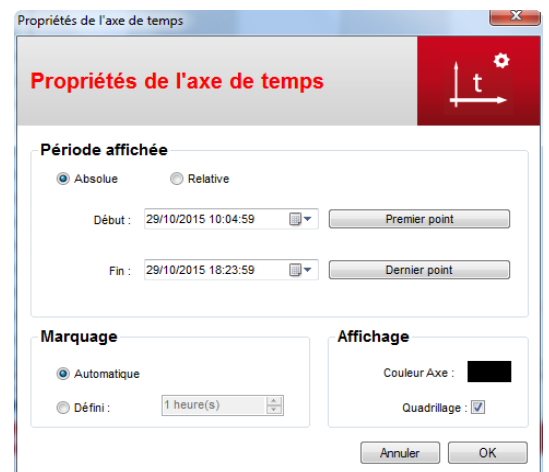 Propriétés de l'axe de temps
Propriétés de l'axe de temps
t
Période affichée
Absolue Relative
Début : 29/10/2015 10:04:59 Premier point
Fin : 29/10/2015 18:23:59 Dernier point
Marquage
Automatique
Défini : 1 heure(s)
Affichage
Couleur Axe :
Quadrillage :
Annuler OK